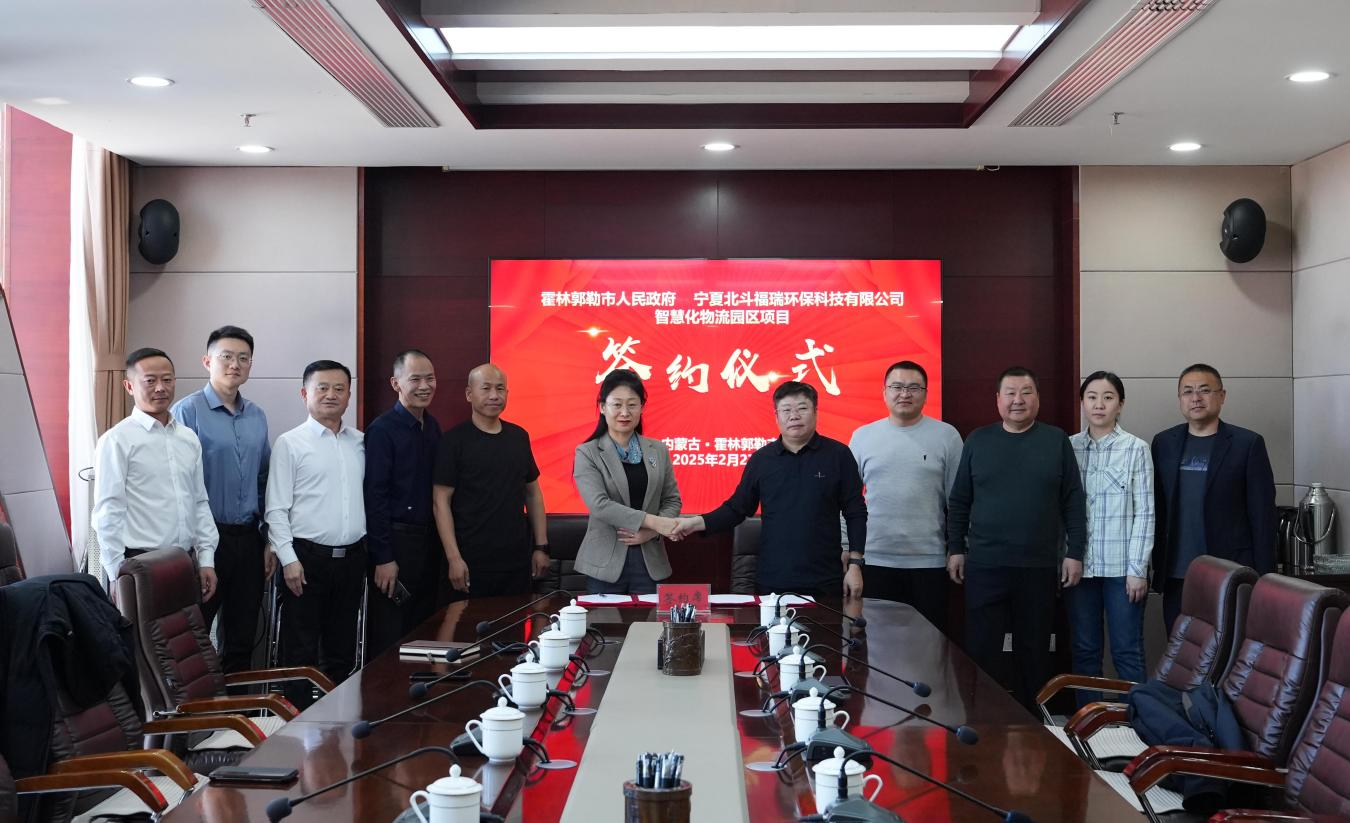 霍林郭勒市人民政府 宁夏北斗福瑞环保科技有限公司
智慧化物流园区项目
签约仪式
内蒙古·霍林郭勒市
2025年2月2
签约席